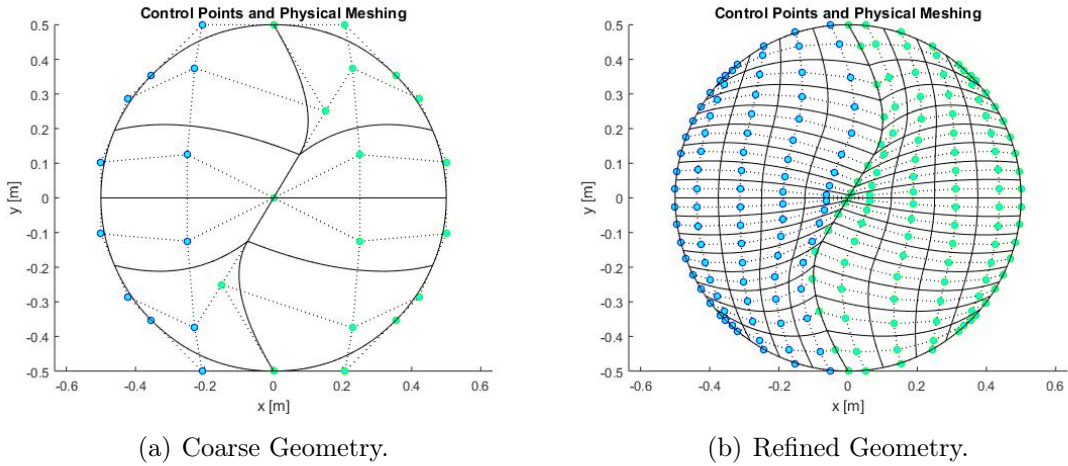 Control Points and Physical Meshing
0.5
0.4
0.3
0.2
0.1
0
-0.1
-0.2
-0.3
-0.4
-0.5
y [m]
-0.6 -0.4 -0.2 0 0.2 0.4 0.6
x [m]
(a) Coarse Geometry.
Control Points and Physical Meshing
0.5
0.4
0.3
0.2
0.1
0
-0.1
-0.2
-0.3
-0.4
-0.5
y [m]
-0.6 -0.4 -0.2 0 0.2 0.4 0.6
x [m]
(b) Refined Geometry.